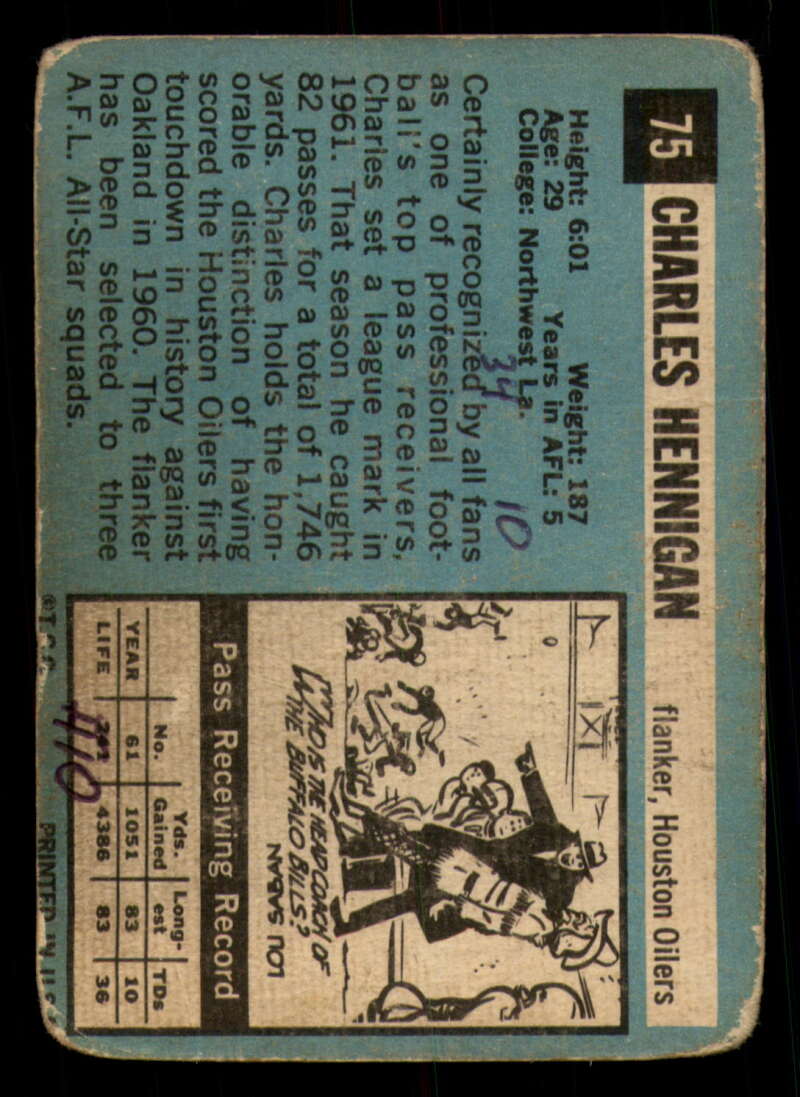 75 CHARLES HENNIGAN flanker, Houston Oilers
Height: 6:01 Weight: 187
Age: 29 Years in AFL: 5
College: Northwest La.
34 10
Certainly recognized by all fans
as one of professional foot-
ball's top pass receivers,
Charles set a league mark in
1961. That season he caught
82 passes for a total of 1,746
yards. Charles holds the hon-
orable distinction of having
scored the Houston Oilers first
touchdown in history against
Oakland in 1960. The flanker
has been selected to three
A.F.L. All-Star squads.
WHO IS THE HEAD COACH OF
THE BUFFALO BILLS?
LOU SABAN
Pass Receiving Record
No. Yds. Gained Long-est TDs
YEAR 61 1051 83 10
LIFE 4386 83 36
410
©T.C.G. PRINTED IN U.S.